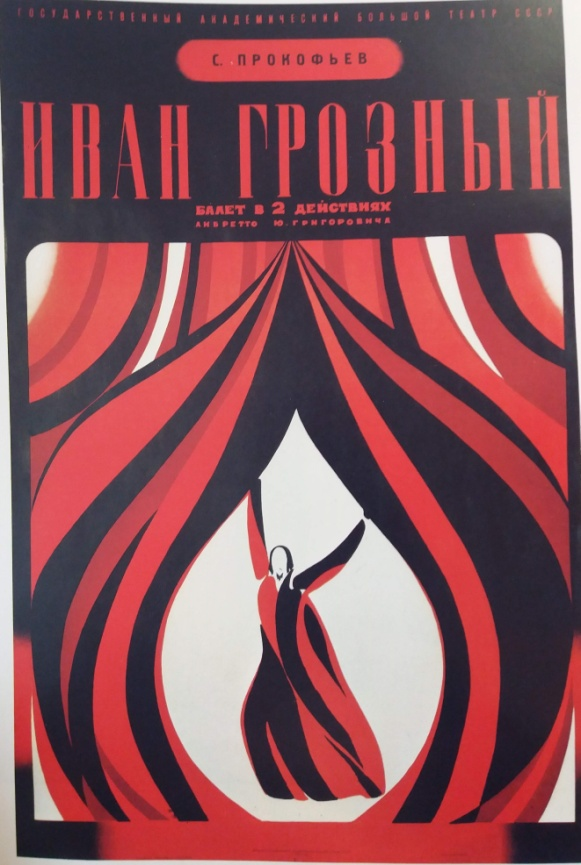 ГОСУДАРСТВЕННЫЙ АКАДЕМИЧЕСКИЙ БОЛЬШОЙ ТЕАТР СССР
С. ПРОКОФЬЕВ
ИВАН ГРОЗНЫЙ
БАЛЕТ В 2 ДЕЙСТВИЯХ
ЛИБРЕТТО Ю. ГРИГОРОВИЧА